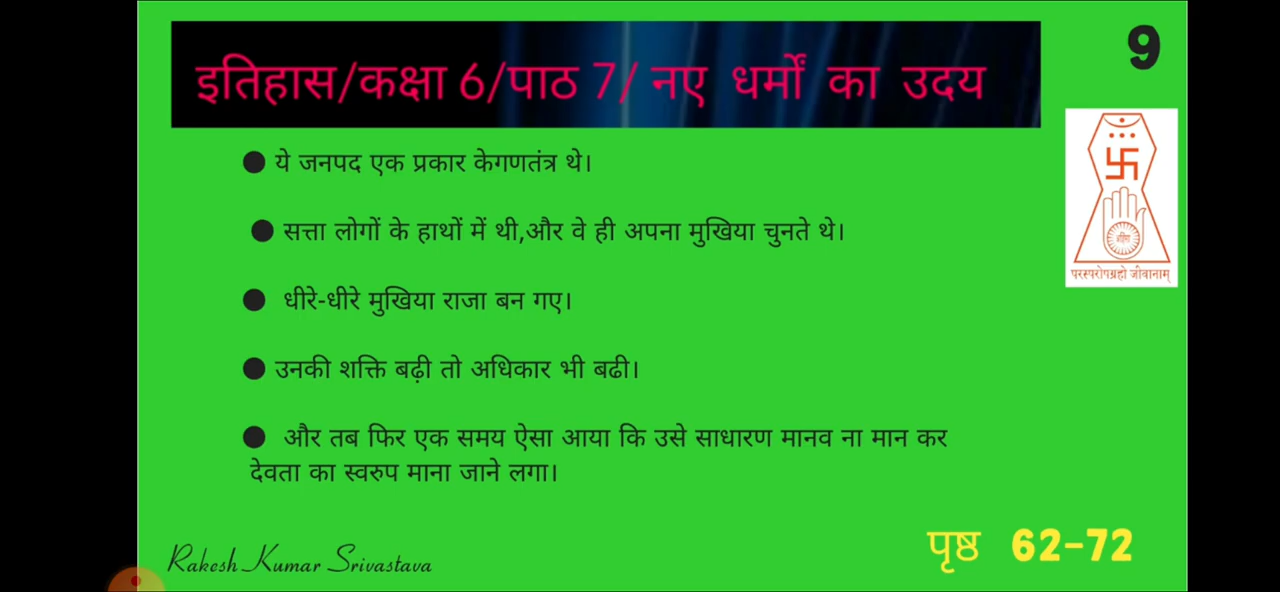 इतिहास/कक्षा 6/पाठ 7/ नए धर्मों का उदय
9
● ये जनपद एक प्रकार केगणतंत्र थे।
● सत्ता लोगों के हाथों में थी,और वे ही अपना मुखिया चुनते थे।
● धीरे-धीरे मुखिया राजा बन गए।
● उनकी शक्ति बढ़ी तो अधिकार भी बढी।
● और तब फिर एक समय ऐसा आया कि उसे साधारण मानव ना मान कर
देवता का स्वरुप माना जाने लगा।
अहिंसा
परस्परोपग्रहो जीवानाम्
Rakesh Kumar Srivastava
पृष्ठ 62-72